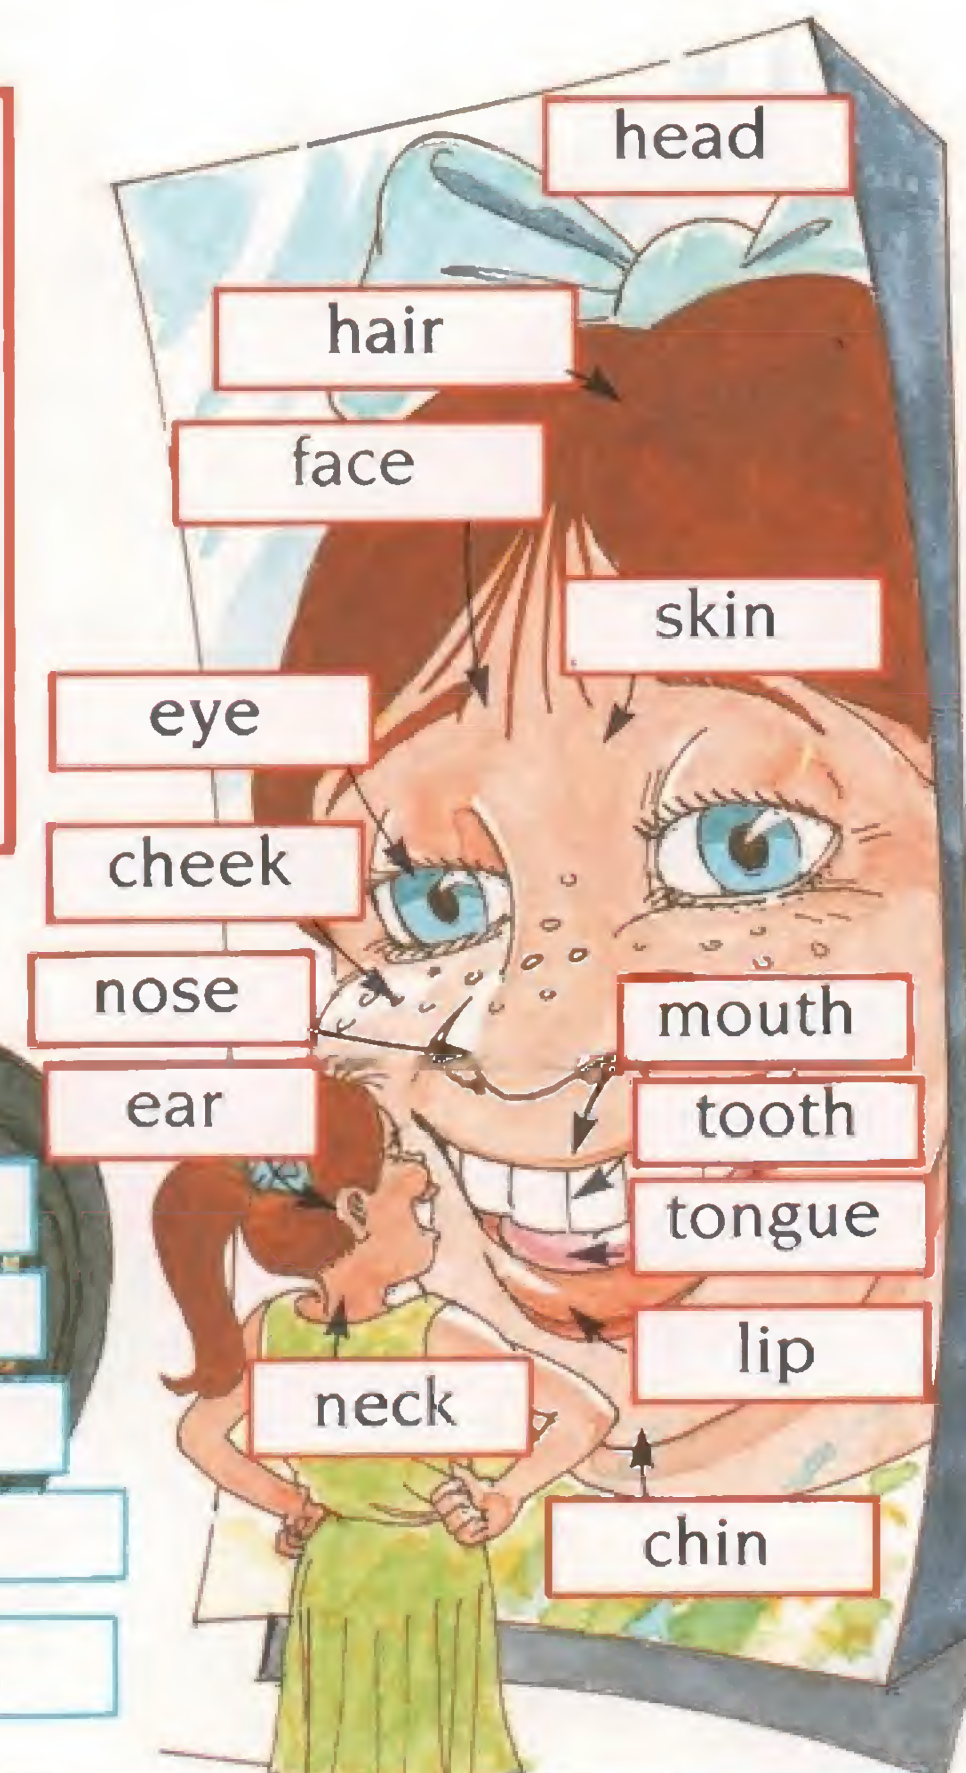 head
hair
face
skin
eye
cheek
nose
mouth
ear
tooth
tongue
lip
neck
chin